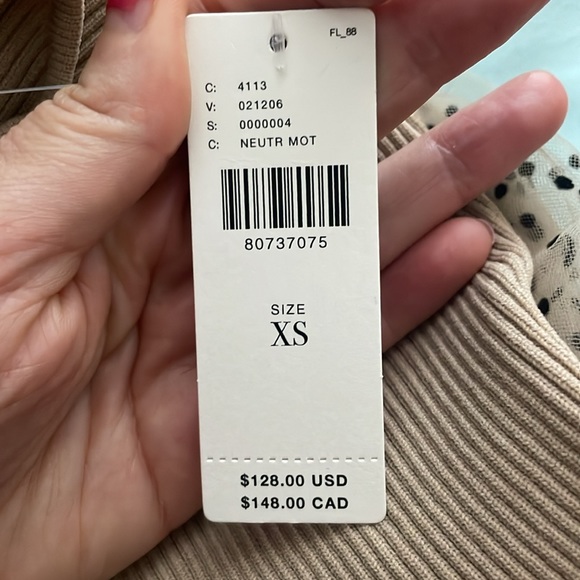 FL_88
C: 4113
V: 021206
S: 0000004
C: NEUTR MOT
80737075
SIZE
XS
$128.00 USD
$148.00 CAD